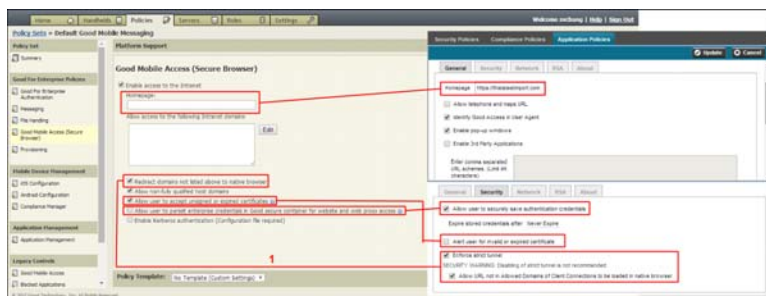 Home
Handhelds
Policies
Servers
Roles
Settings
Welcome | Help | Sign Out
Policy Sets » Default Good Mobile Messaging
Policy Set
Summary
Good For Enterprise Policies
Good For Enterprise Authentication
Messaging
File Handling
Good Mobile Access (Secure Browser)
Provisioning
Mobile Device Management
iOS Configuration
Android Configuration
Compliance Manager
Application Management
Application Management
Legacy Controls
Good Mobile Access
Blocked Applications
Platform Support
Good Mobile Access (Secure Browser)
Enable access to the Intranet
Homepage:
Allow access to the following Intranet domains
Edit
Redirect domains not listed above to native browser
Allow non-fully qualified host domains
Allow user to accept unsigned or expired certificates
Allow user to persist enterprise credentials in Good secure container for website and web proxy access
Enable Kerberos authentication (Configuration file required)
1
Policy Template: No Template (Custom Settings)
Security Policies
Compliance Policies
Application Policies
Update
Cancel
General
Security
Network
RSA
About
Homepage
Allow telephone and maps URL
Identify Good Access in User Agent
Enable pop-up windows
Enable 3rd Party Applications
Enter comma separated
URL schemes. (Limit
characters)
General
Security
Network
RSA
About
Allow user to securely save authentication credentials
Expire stored credentials after Never Expire
Alert user for invalid or expired certificate
Enforce strict tunnel
SECURITY WARNING: Disabling of strict tunnel is not recommended
Allow URL not in Allowed Domains of Client Connections to be loaded in native browser